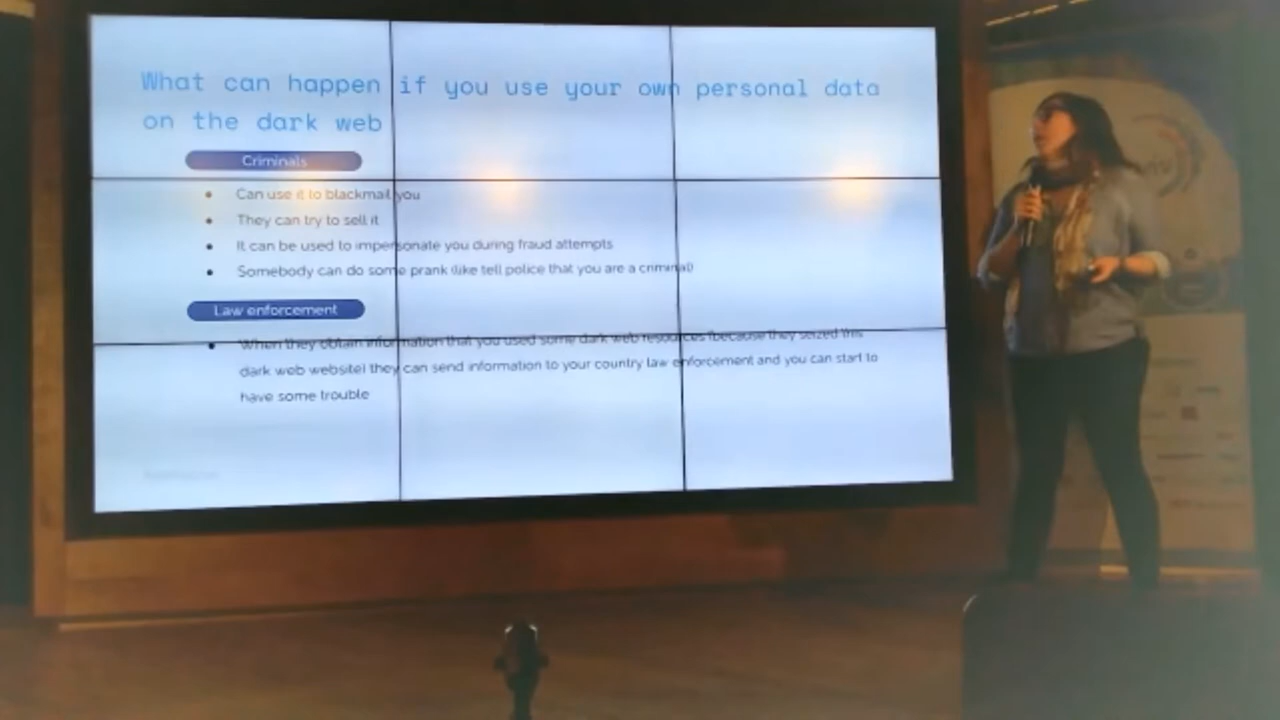 What can happen if you use your own personal data
on the dark web
Criminals
• Can use it to blackmail you
• They can try to sell it
• It can be used to impersonate you during fraud attempts
• Somebody can do some prank (like tell police that you are a criminal)
Law enforcement
• When they obtain information that you used some dark web resources (because they seized this
dark web website) they can send information to your country law enforcement and you can start to
have some trouble